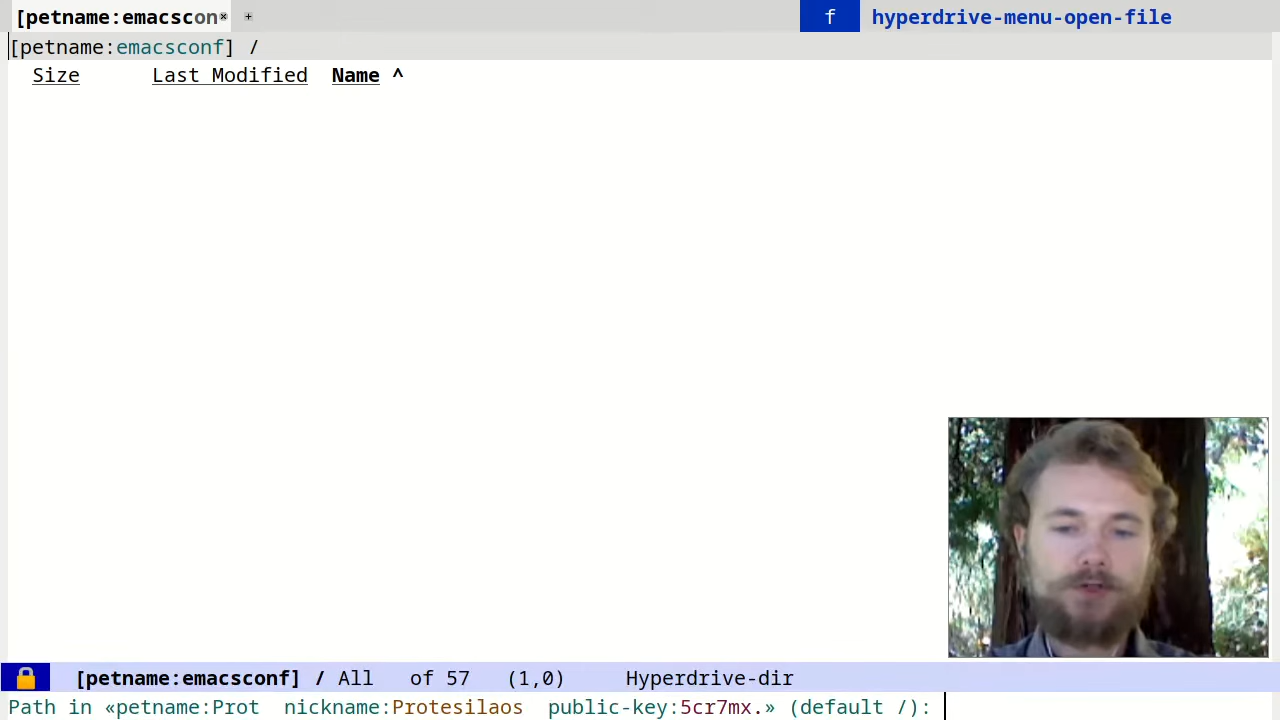 [petname:emacscon
f hyperdrive-menu-open-file
[petname:emacsconf] /
Size Last Modified Name ^
[petname:emacsconf] / All of 57 (1,0) Hyperdrive-dir
Path in «petname:Prot nickname:Protesilaos public-key:5cr7mx.» (default /):